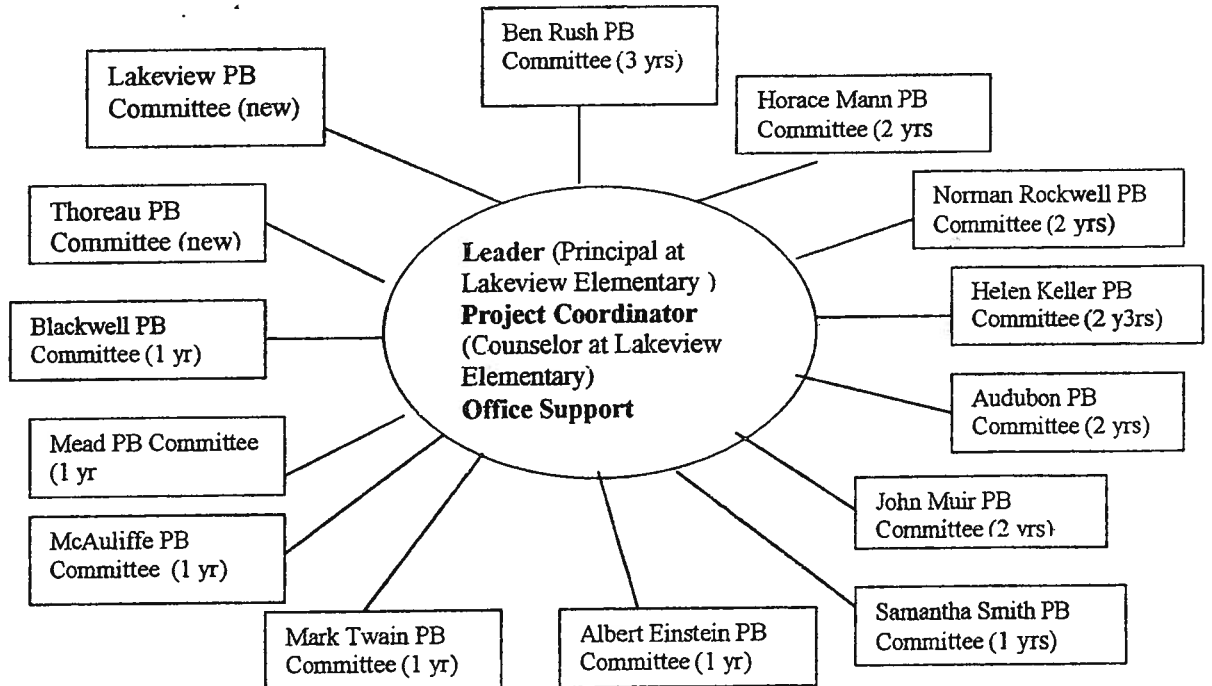 Ben Rush PB
Committee (3 yrs)
Lakeview PB
Committee (new)
Horace Mann PB
Committee (2 yrs
Norman Rockwell PB
Committee (2 yrs)
Thoreau PB
Committee (new)
Leader (Principal at
Lakeview Elementary )
Project Coordinator
(Counselor at Lakeview
Elementary)
Office Support
Helen Keller PB
Committee (2 y3rs)
Blackwell PB
Committee (1 yr)
Audubon PB
Committee (2 yrs)
Mead PB Committee
(1 yr
John Muir PB
Committee (2 yrs)
McAuliffe PB
Committee (1 yr)
Samantha Smith PB
Committee (1 yrs)
Mark Twain PB
Committee (1 yr)
Albert Einstein PB
Committee (1 yr)